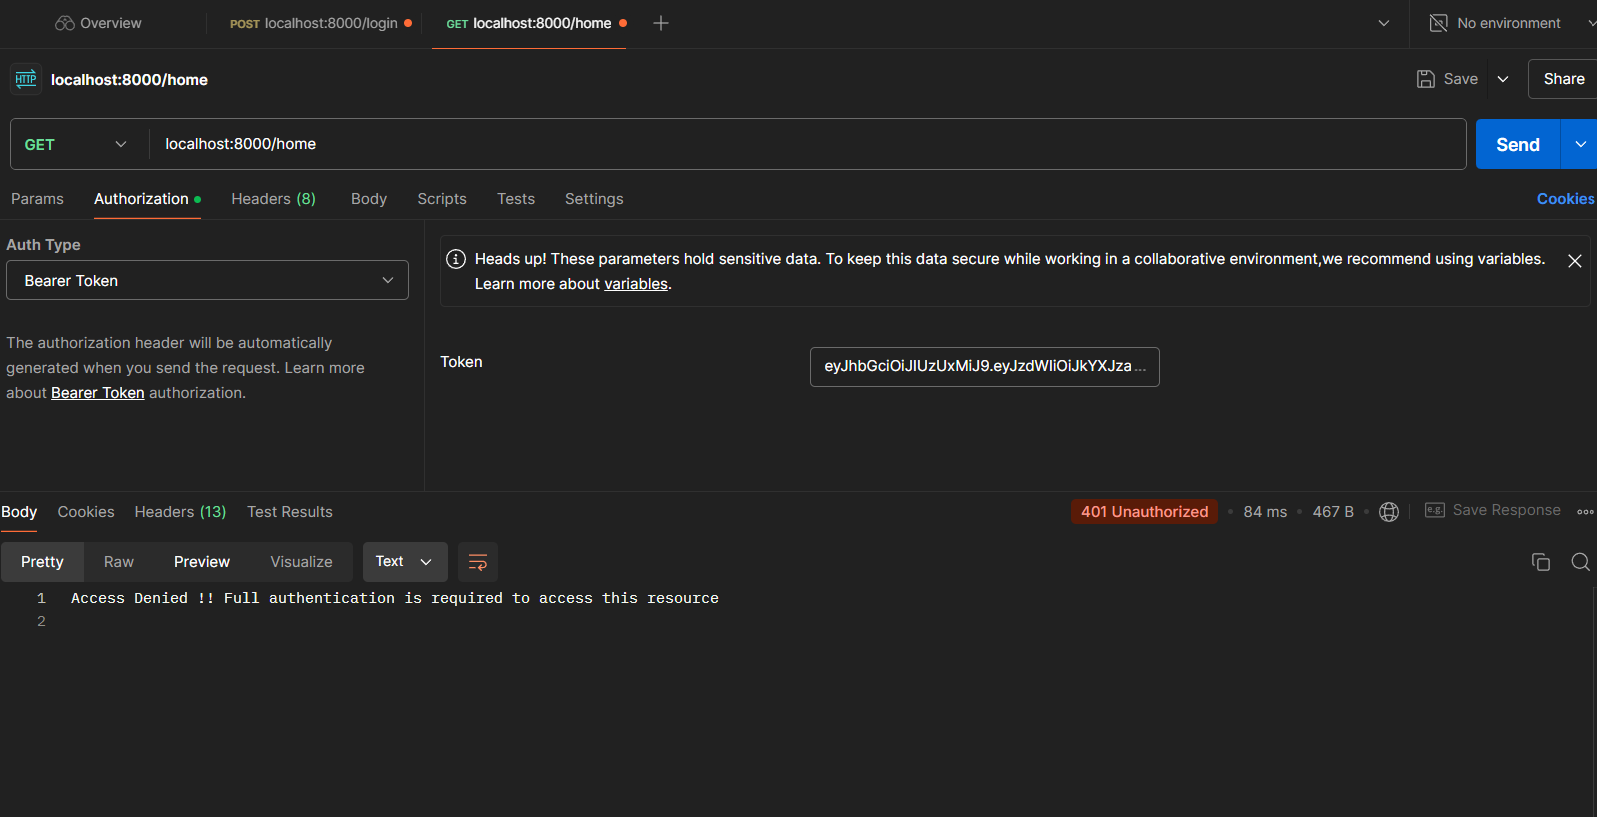 Overview
POST localhost:8000/login
GET localhost:8000/home
No environment
HTTP localhost:8000/home
Save
Share
GET localhost:8000/home
Send
Params Authorization Headers (8) Body Scripts Tests Settings Cookies
Auth Type
Bearer Token
The authorization header will be automatically
generated when you send the request. Learn more
about Bearer Token authorization.
Heads up! These parameters hold sensitive data. To keep this data secure while working in a collaborative environment,we recommend using variables.
Learn more about variables.
Token
eyJhbGciOiJIUzUxMiJ9.eyJzdWIiOiJkYXJza ...
Body Cookies Headers (13) Test Results
401 Unauthorized • 84 ms • 467 B •
e.g. Save Response
Pretty Raw Preview Visualize Text
1 Access Denied !! Full authentication is required to access this resource
2